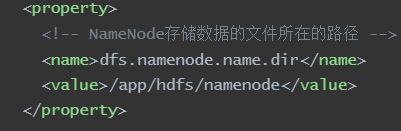 <property>
<!-- NameNode存储数据的文件所在的路径 -->
<name>dfs.namenode.name.dir</name>
<value>/app/hdfs/namenode</value>
</property>